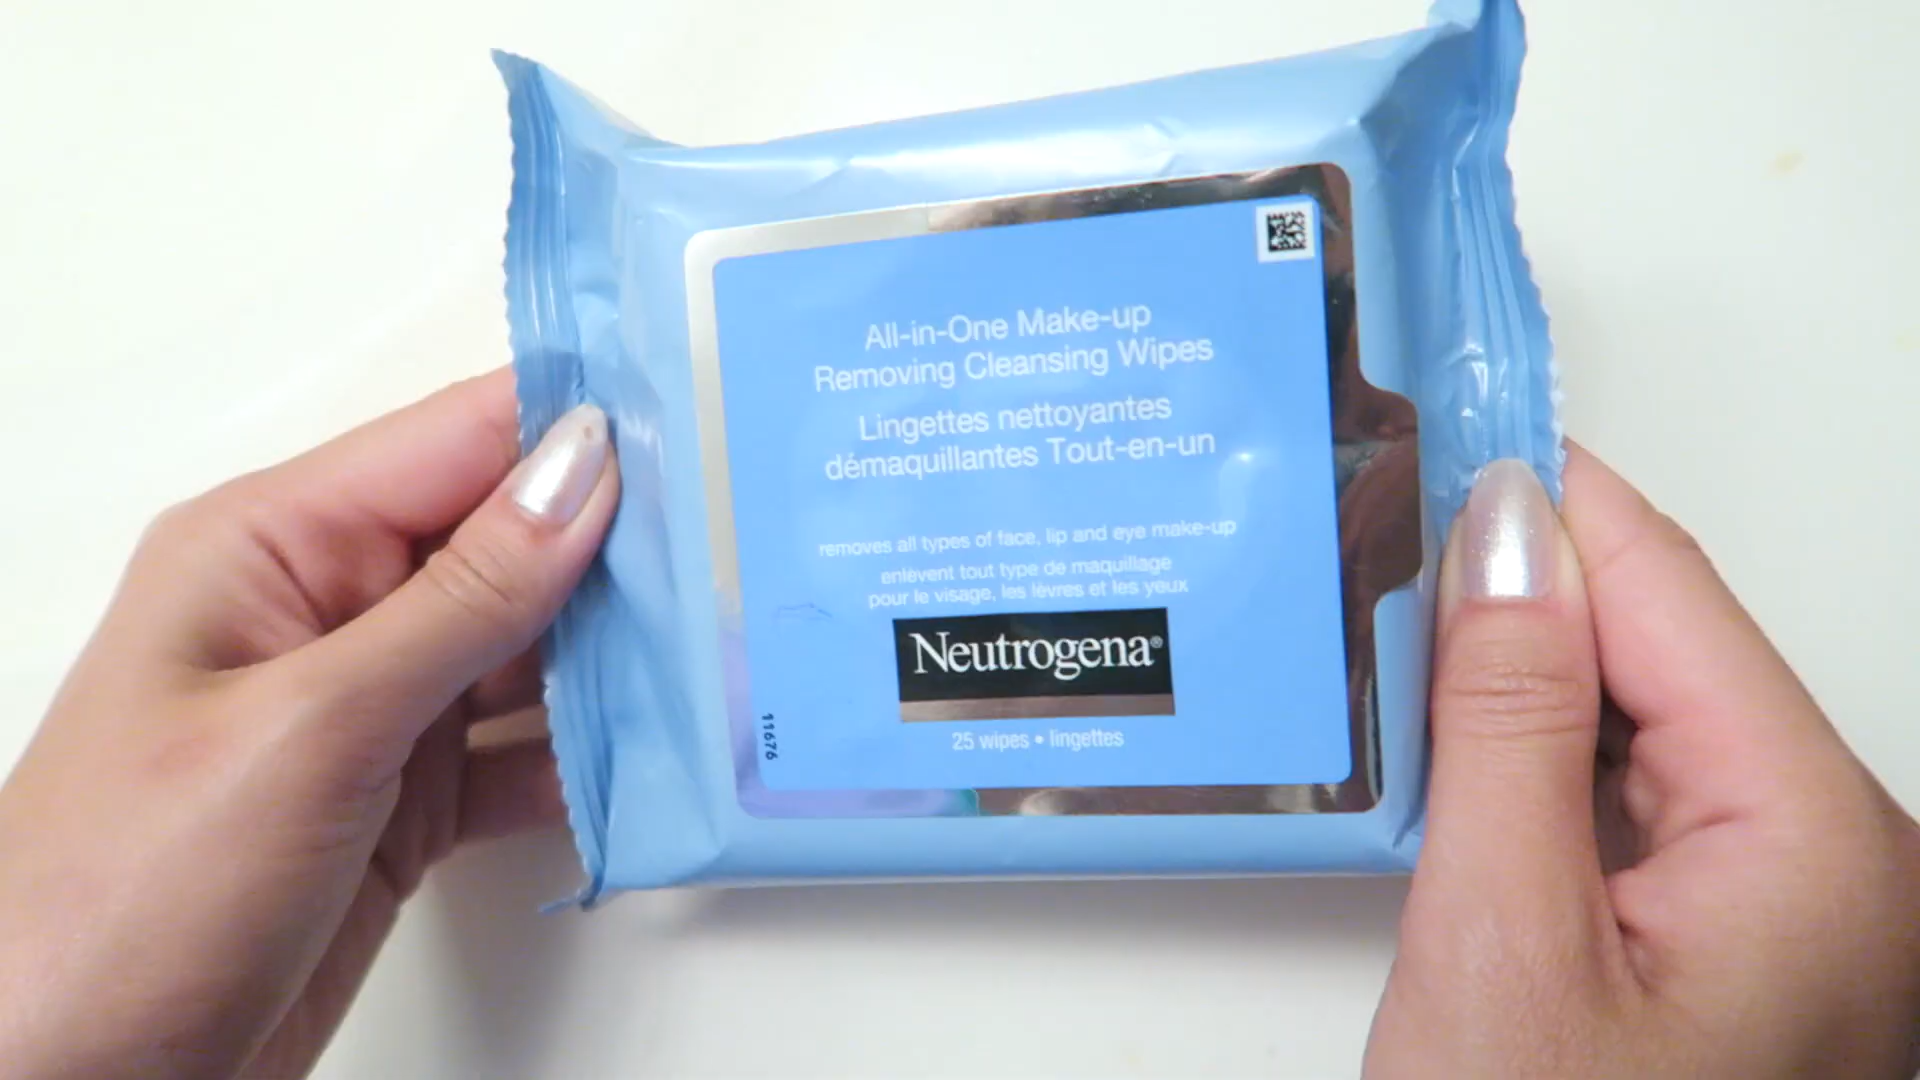 All-in-One Make-up
Removing Cleansing Wipes
Lingettes nettoyantes
démaquillantes Tout-en-un
removes all types of face, lip and eye make-up
enlèvent tout type de maquillage
pour le visage, les lèvres et les yeux
Neutrogena®
25 wipes • lingettes
11676